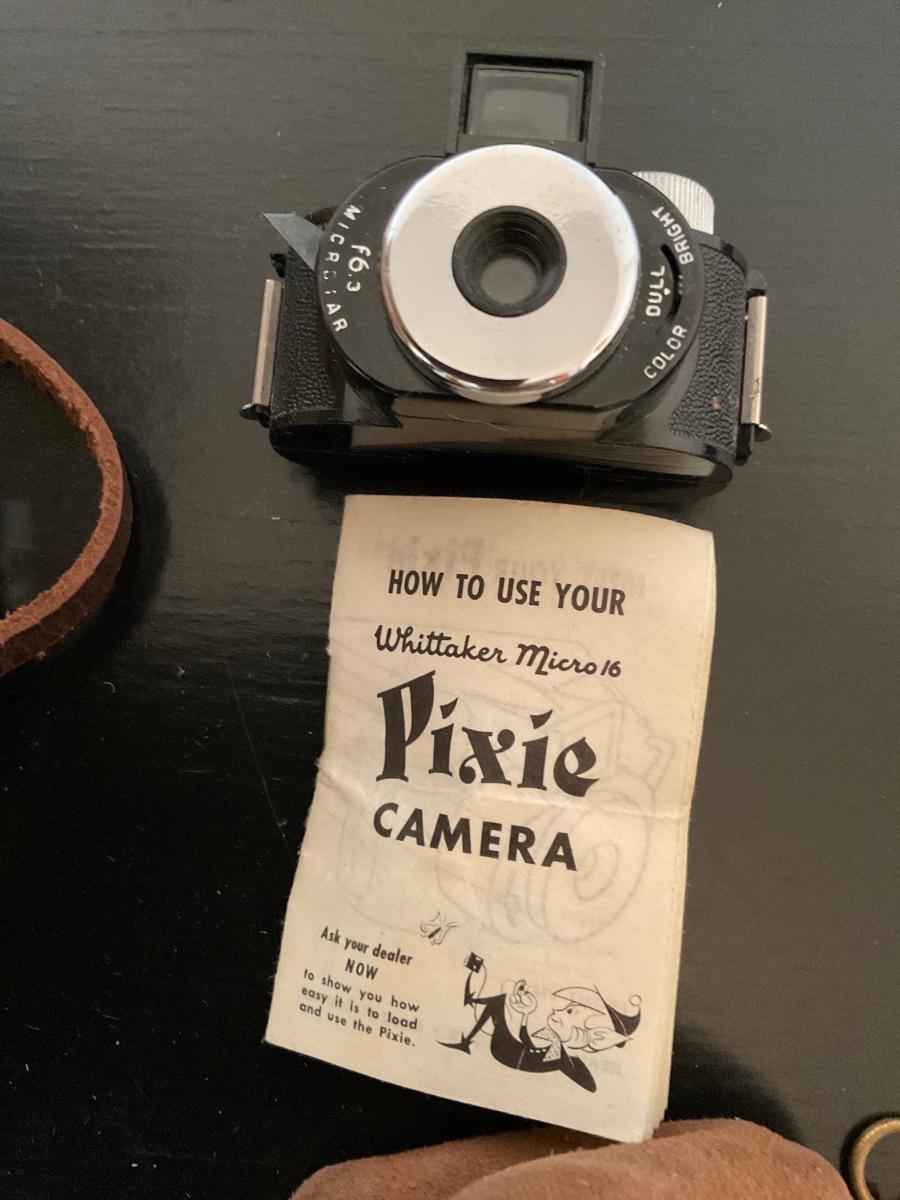 f6.3
MICROTAR
BRIGHT
DULL
COLOR
HOW TO USE YOUR
Whittaker Micro 16
Pixie
CAMERA
Ask your dealer
NOW
to show you how
easy it is to load
and use the Pixie.